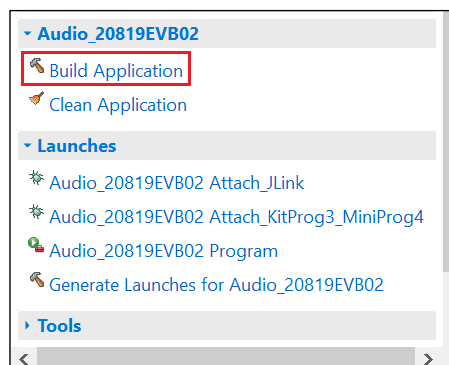 Audio_20819EVB02
Build Application
Clean Application
Launches
Audio_20819EVB02 Attach_JLink
Audio_20819EVB02 Attach_KitProg3_MiniProg4
Audio_20819EVB02 Program
Generate Launches for Audio_20819EVB02
Tools